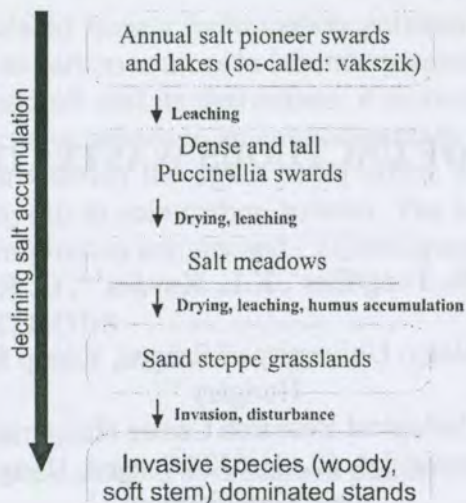 declining salt accumulation
Annual salt pioneer swards
and lakes (so-called: vakszik)
Leaching
Dense and tall
Puccinellia swards
Drying, leaching
Salt meadows
Drying, leaching, humus accumulation
Sand steppe grasslands
Invasion, disturbance
Invasive species (woody,
soft stem) dominated stands